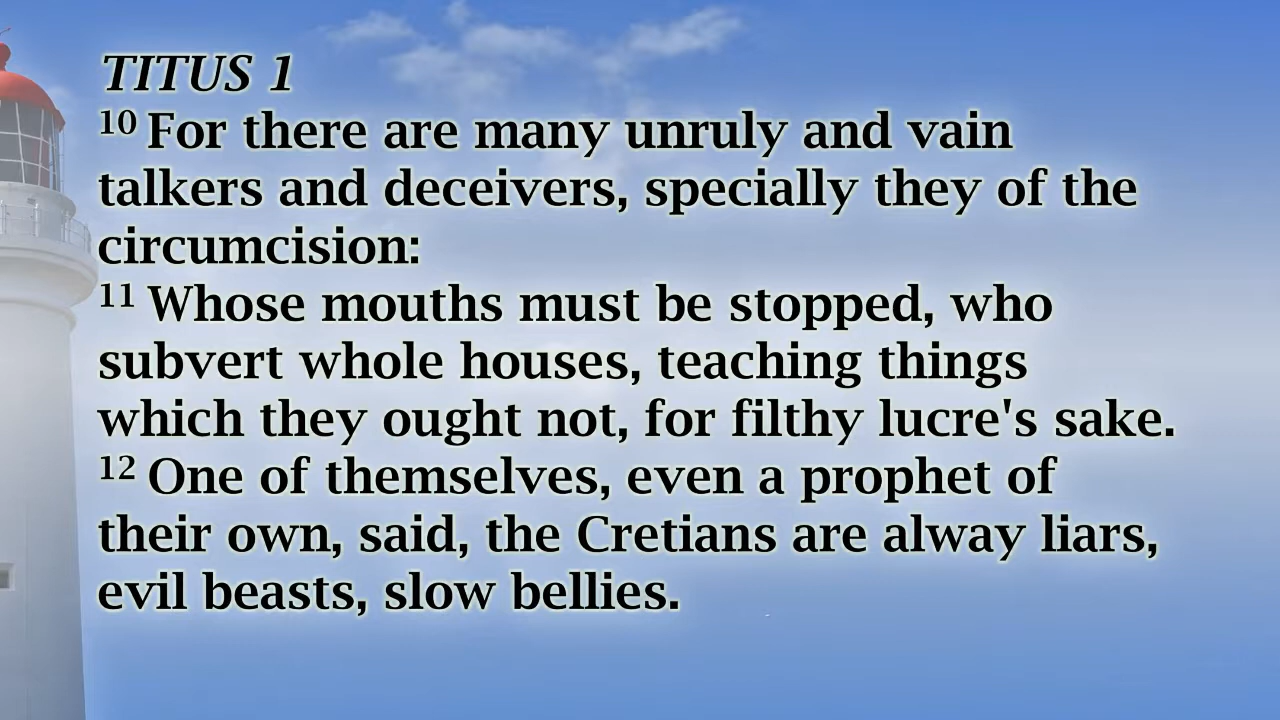 TITUS 1
10 For there are many unruly and vain
talkers and deceivers, specially they of the
circumcision:
11 Whose mouths must be stopped, who
subvert whole houses, teaching things
which they ought not, for filthy lucre's sake.
12 One of themselves, even a prophet of
their own, said, the Cretians are alway liars,
evil beasts, slow bellies.